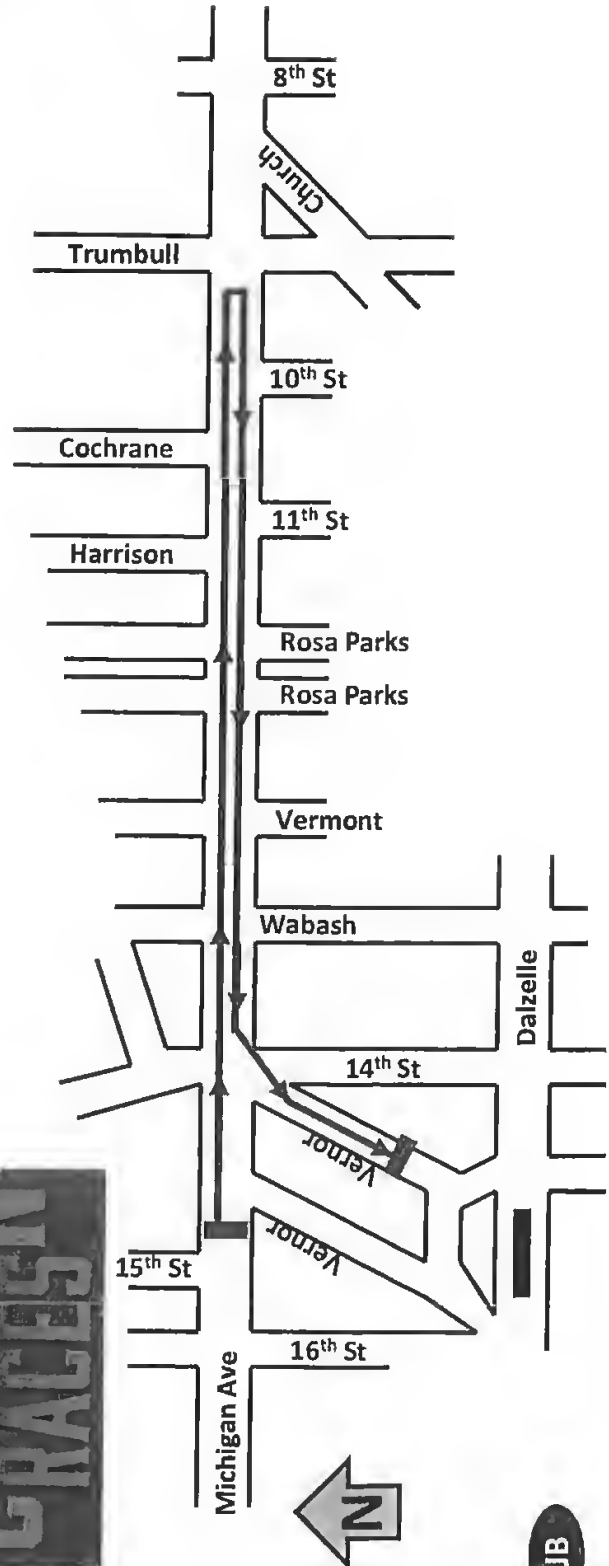 8th St
Church
Trumbull
10th St
Cochrane
11th St
Harrison
Rosa Parks
Rosa Parks
Vermont
Wabash
Dalzelle
14th St
Vernor
Vernor
15th St
16th St
Michigan Ave
N